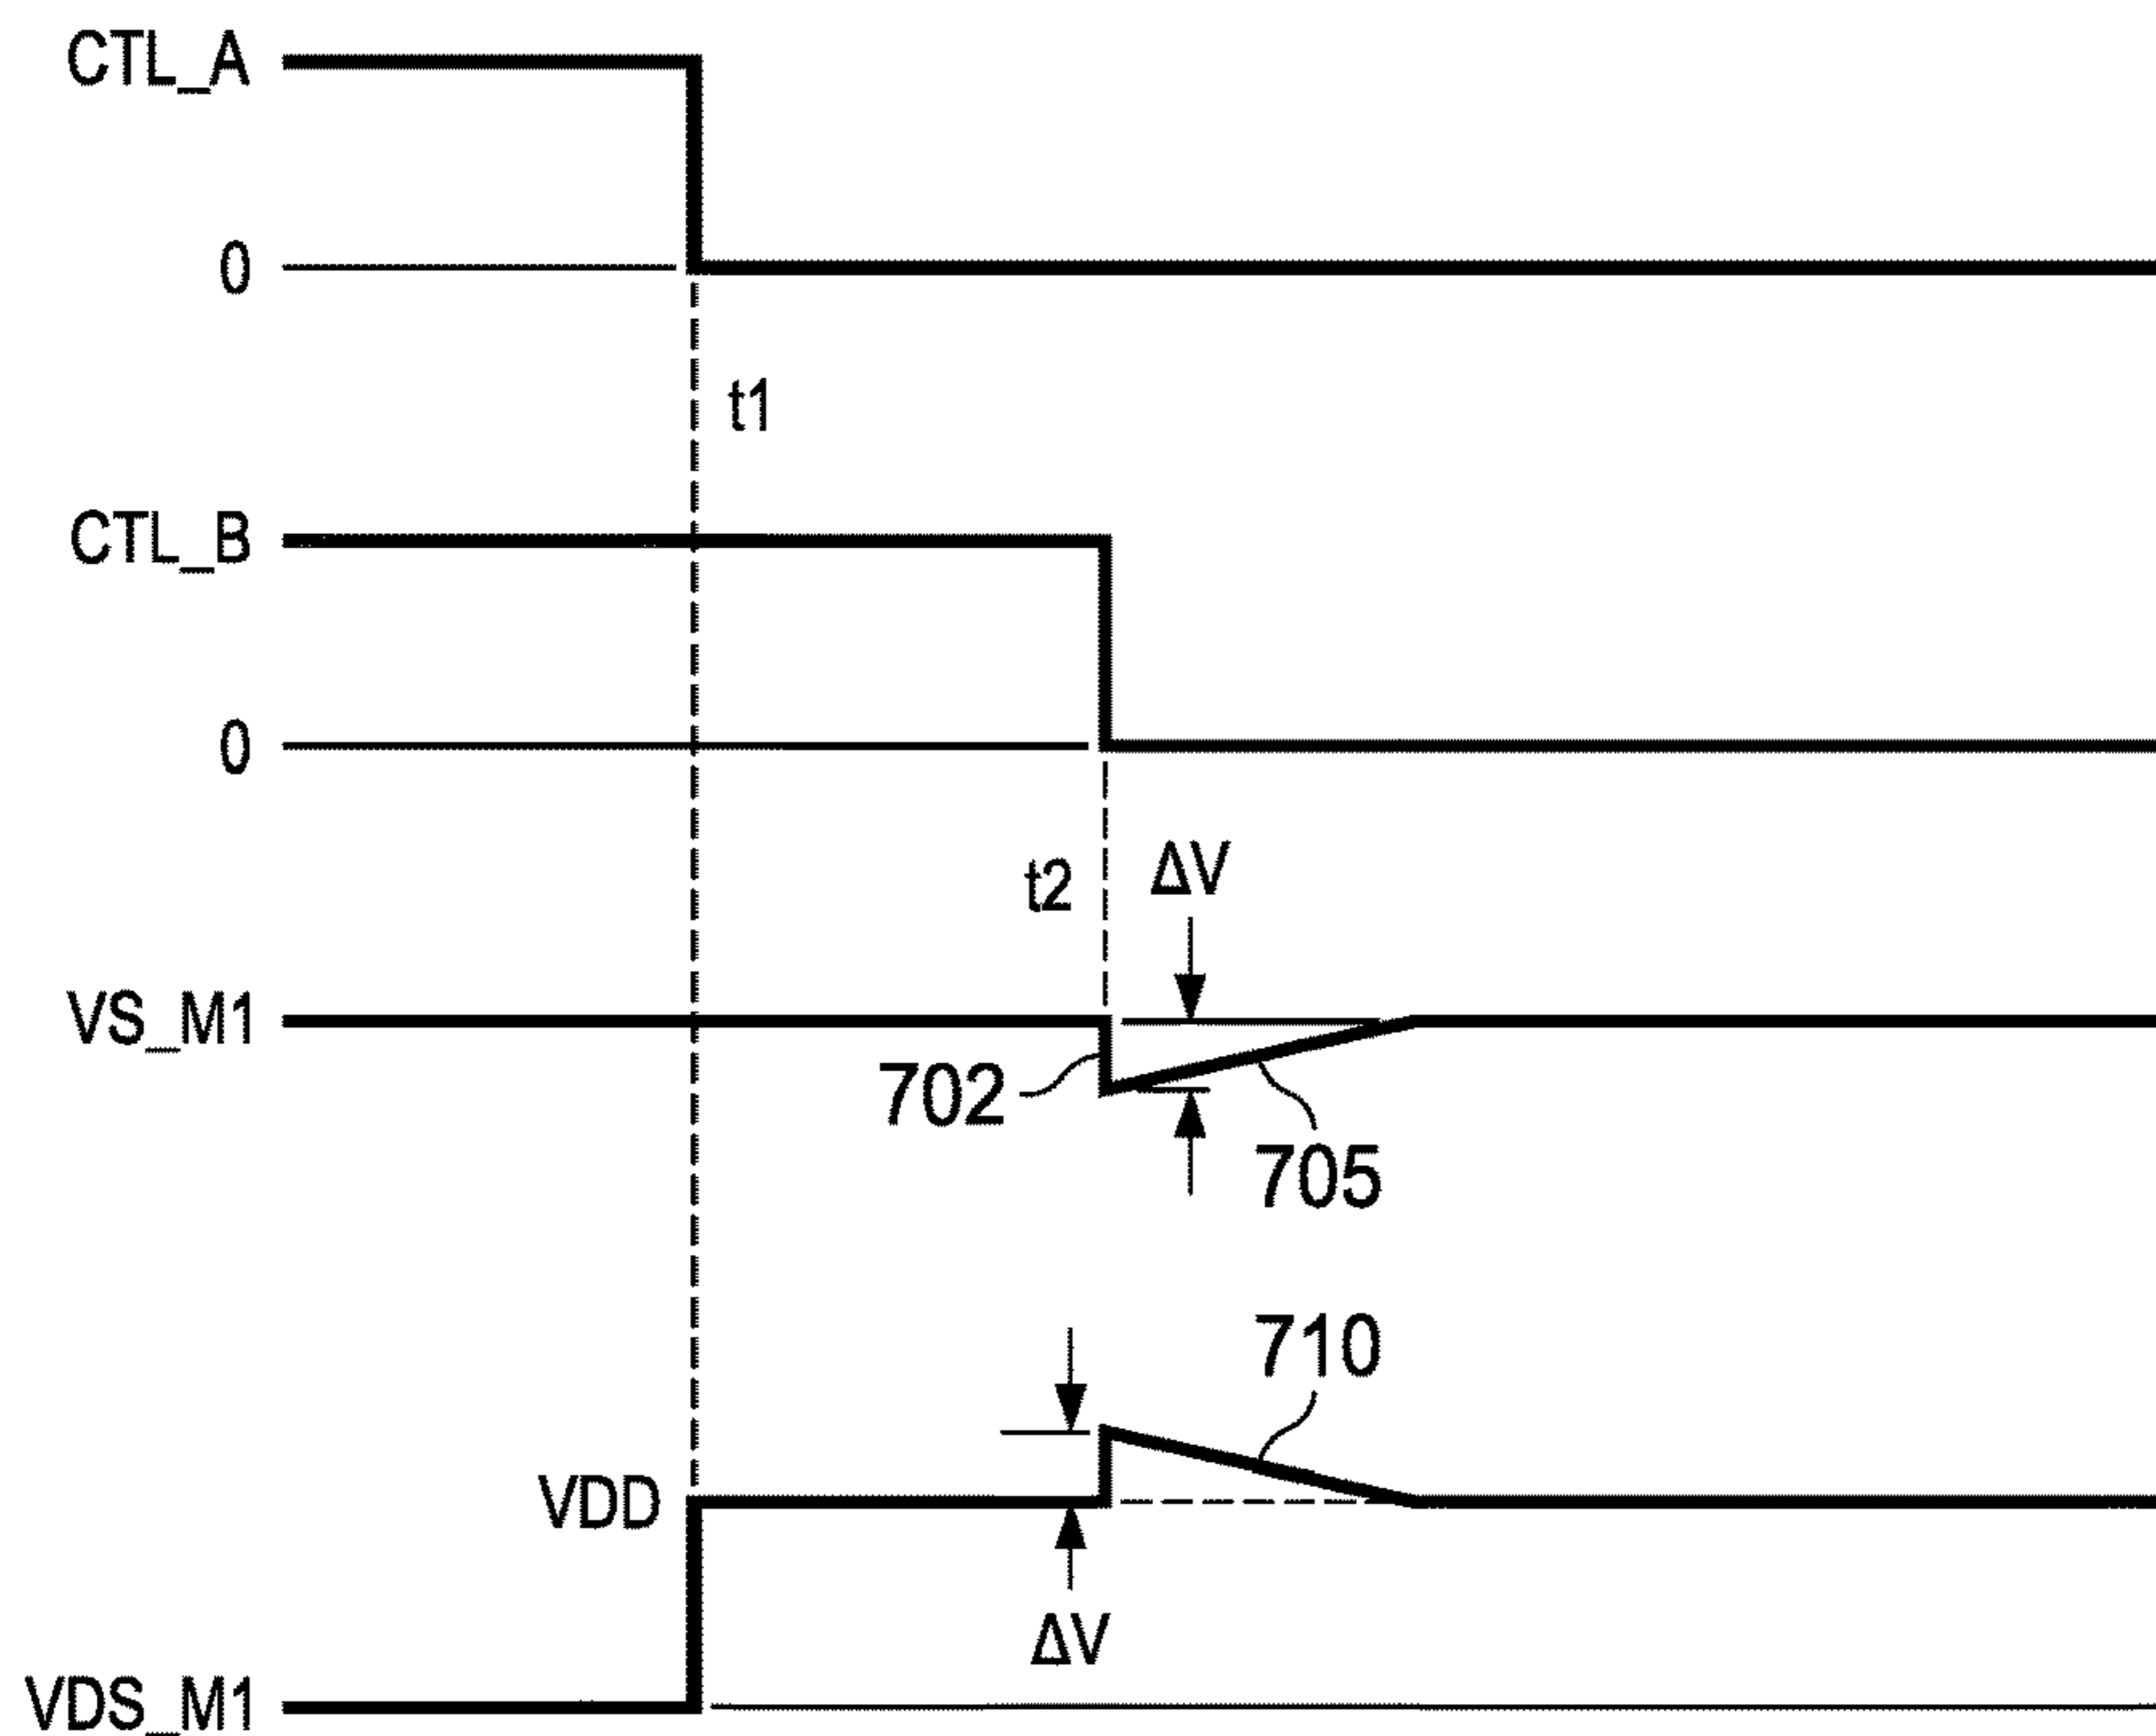 CTL_A
0
t1
CTL_B
0
t2
ΔV
VS_M1
702
705
710
VDD
ΔV
VDS_M1